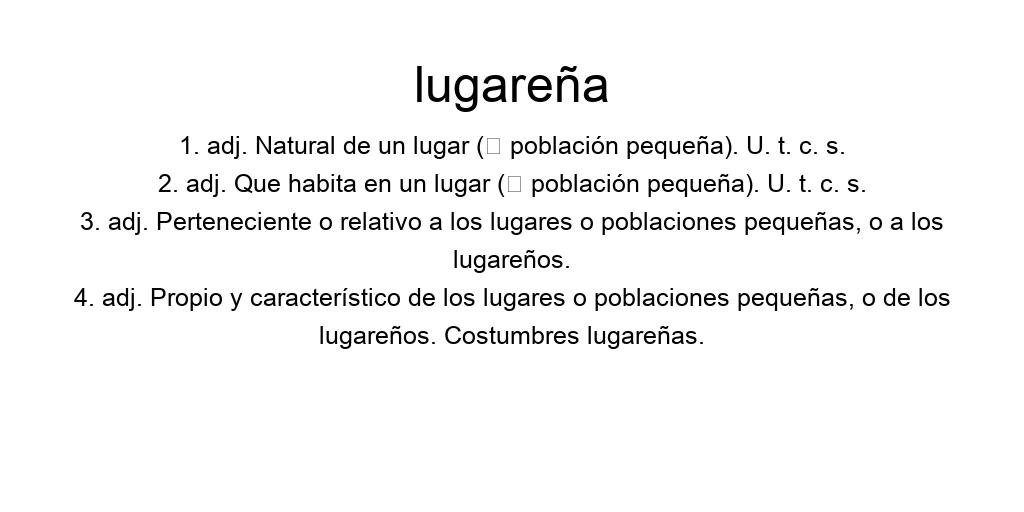 lugareña
1. adj. Natural de un lugar (□ población pequeña). U. t. c. s.
2. adj. Que habita en un lugar (□ población pequeña). U. t. c. s.
3. adj. Perteneciente o relativo a los lugares o poblaciones pequeñas, o a los
lugareños.
4. adj. Propio y característico de los lugares o poblaciones pequeñas, o de los
lugareños. Costumbres lugareñas.